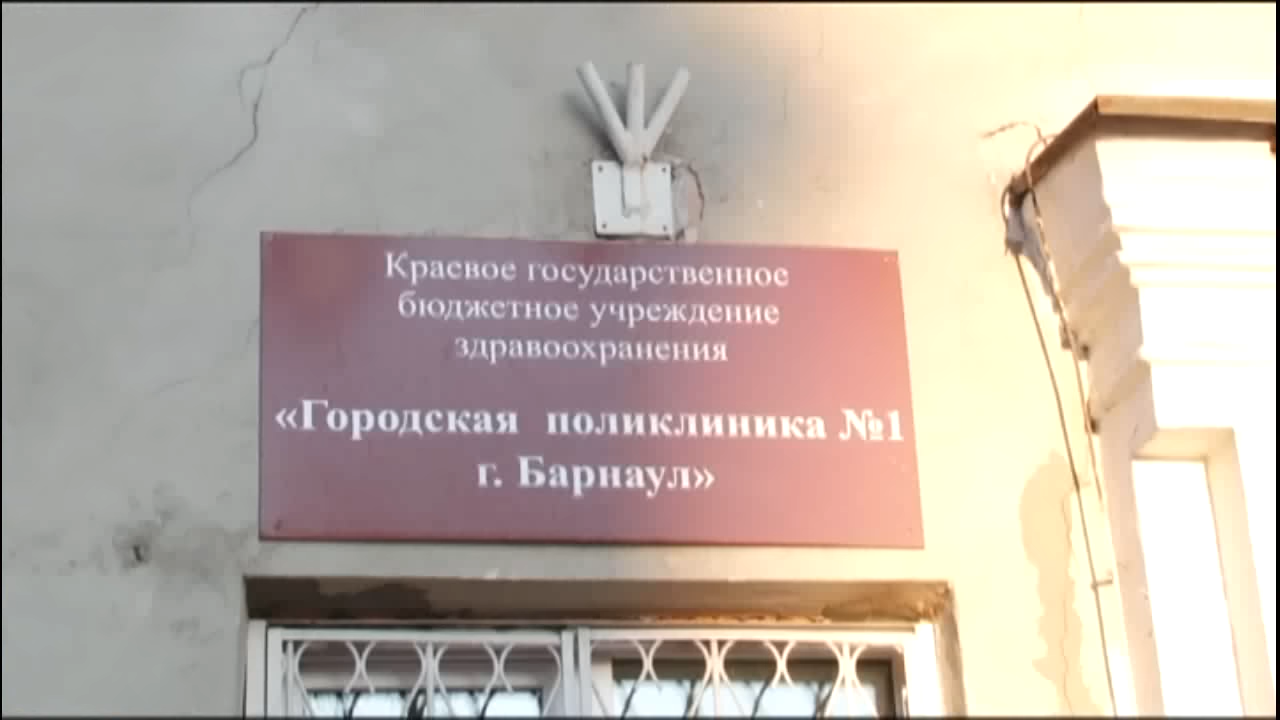 Краевое государственное
бюджетное учреждение
здравоохранения
«Городская поликлиника №1
г. Барнаул»